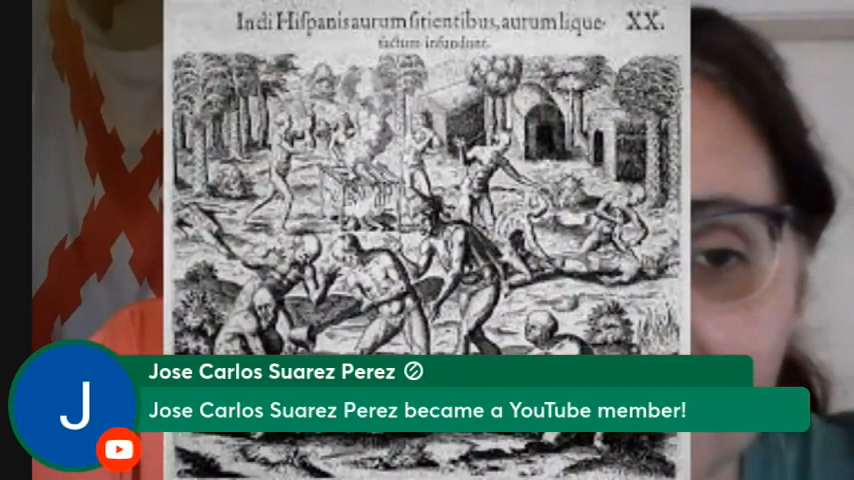 Indi Hiſpanis aurum ſitientibus, aurum lique-
XX.
factum infundunt.
Jose Carlos Suarez Perez
Jose Carlos Suarez Perez became a YouTube member!
J